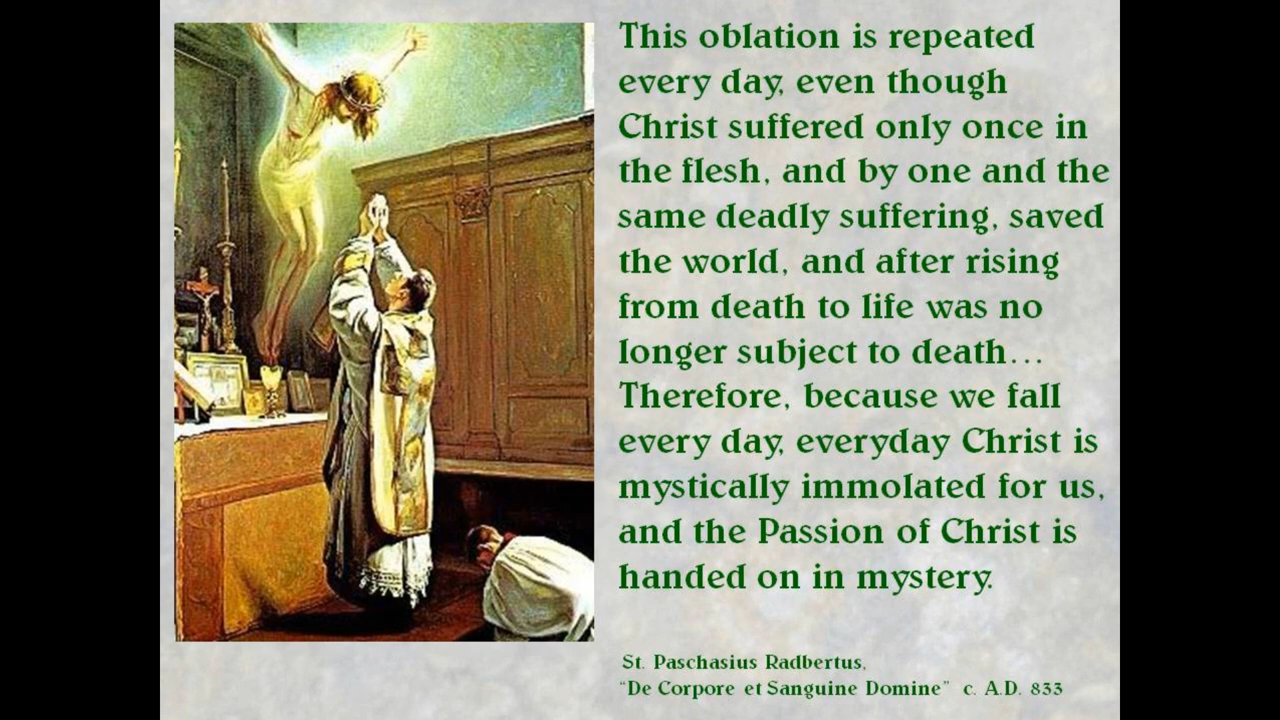 This oblation is repeated
every day, even though
Christ suffered only once in
the flesh, and by one and the
same deadly suffering, saved
the world, and after rising
from death to life was no
longer subject to death...
Therefore, because we fall
every day, everyday Christ is
mystically immolated for us,
and the Passion of Christ is
handed on in mystery.
St. Paschasius Radbertus,
“De Corpore et Sanguine Domine” c. A.D. 833